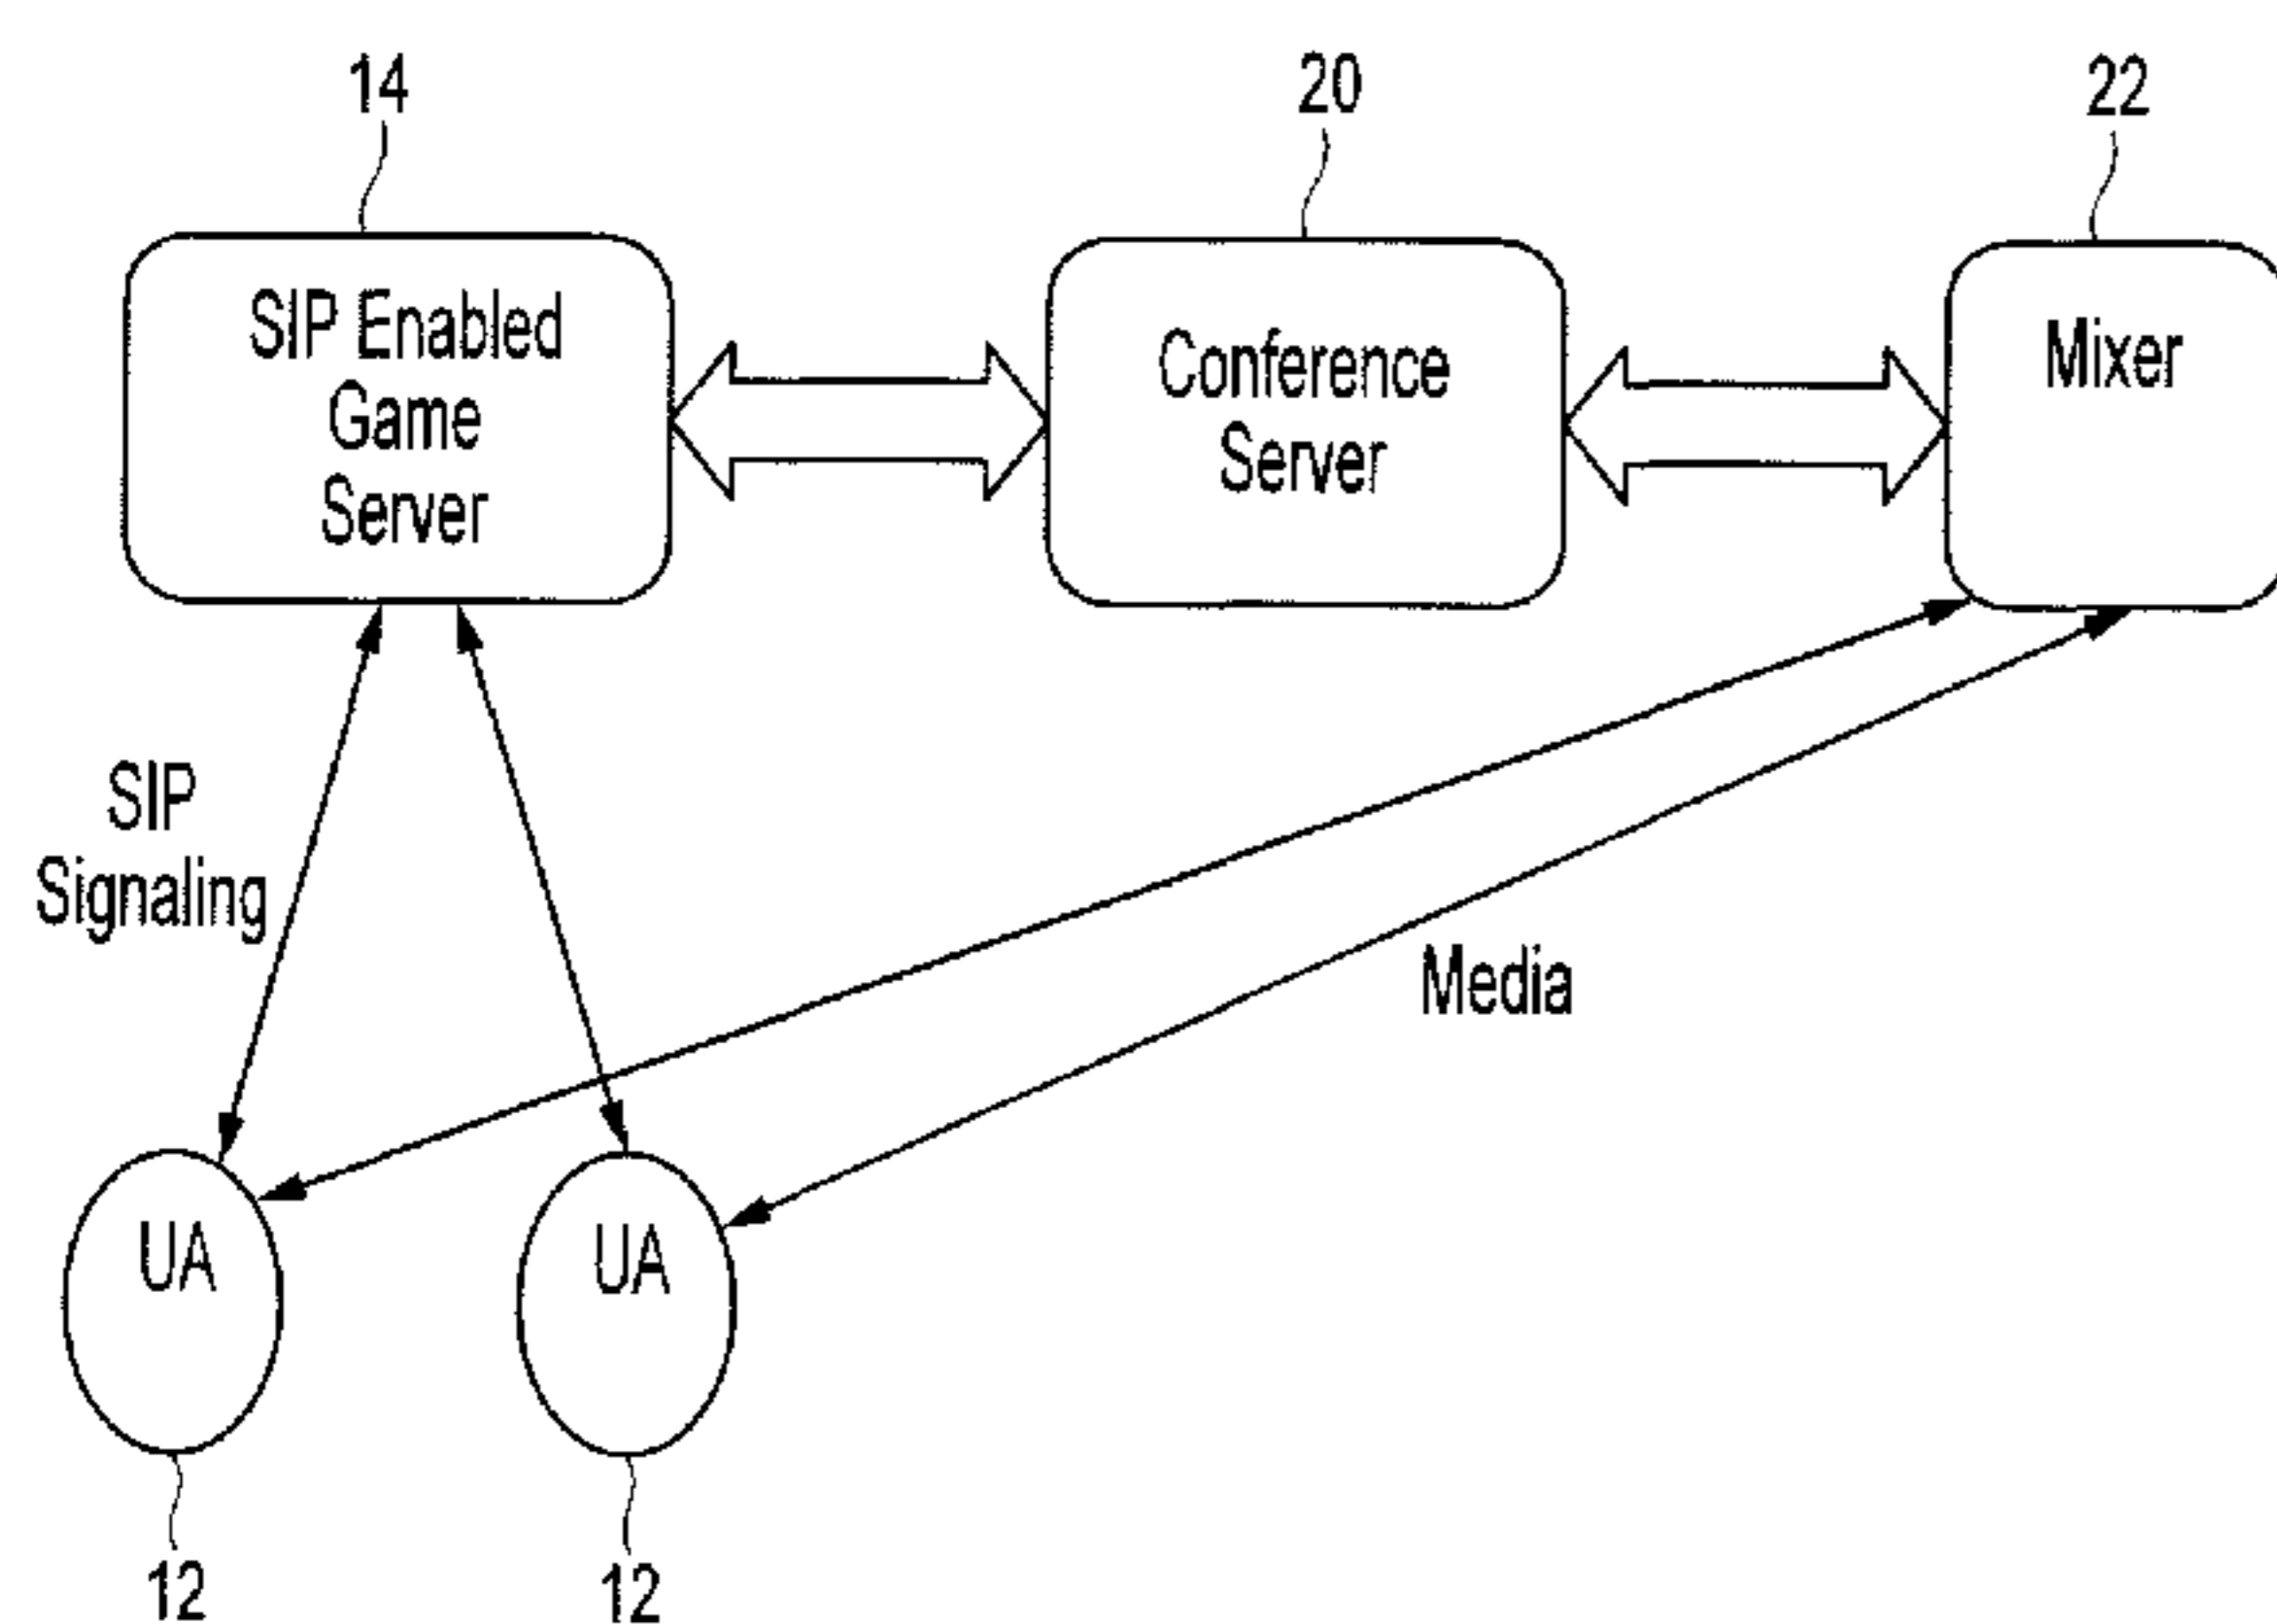 14
20
22
SIP Enabled
Game
Server
Conference
Server
Mixer
SIP
Signaling
Media
UA
UA
12
12